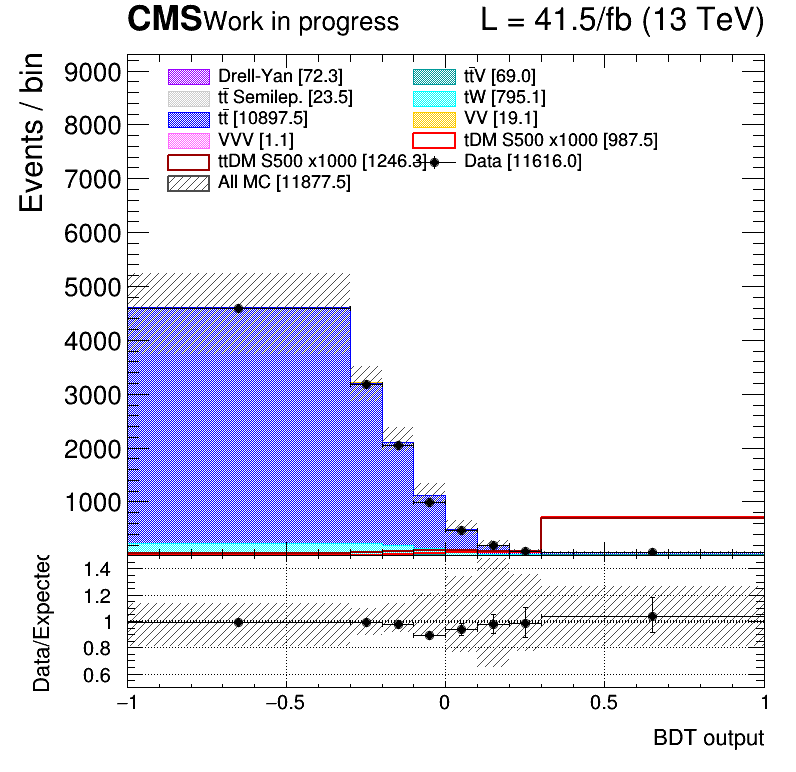 CMS Work in progress L = 41.5/fb (13 TeV)
Events / bin
9000
8000
7000
6000
5000
4000
3000
2000
1000
Drell-Yan [72.3] tt̄V [69.0]
tt̄ Semilep. [23.5] tW [795.1]
tt̄ [10897.5] VV [19.1]
VVV [1.1] tDM S500 x1000 [987.5]
ttDM S500 x1000 [1246.3] Data [11616.0]
All MC [11877.5]
Data/Expected
1.4
1.2
1
0.8
0.6
−1 −0.5 0 0.5 1
BDT output